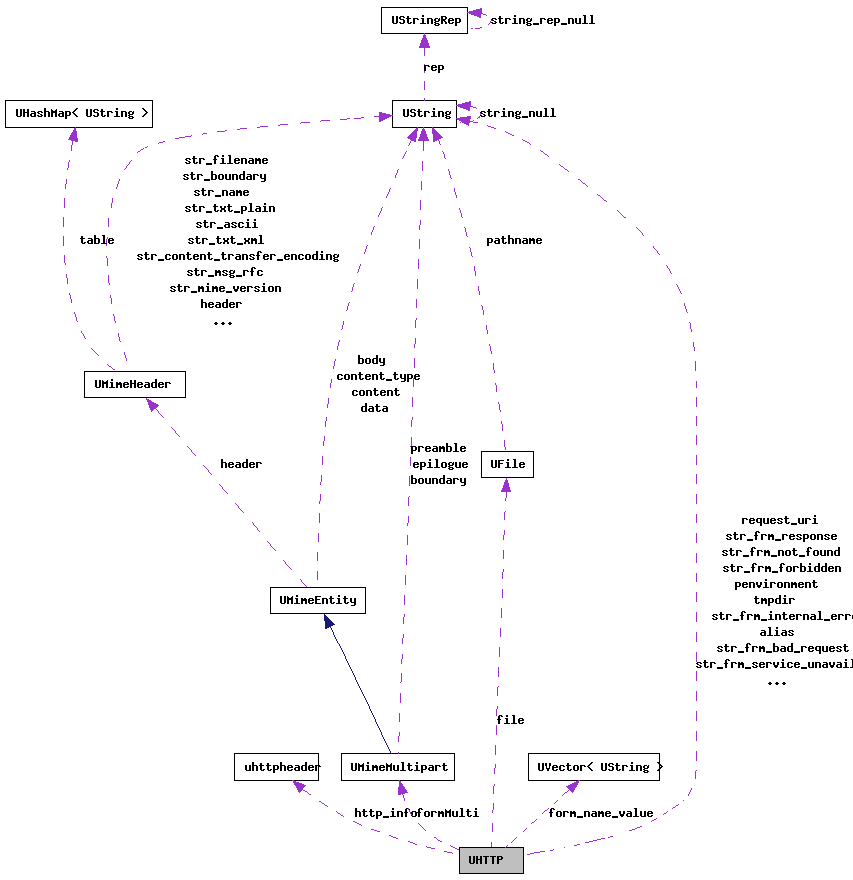 UStringRep
string_rep_null
rep
UHashMap< UString >
UString
string_null
str_filename
str_boundary
str_name
str_txt_plain
str_ascii
str_txt_xml
str_content_transfer_encoding
str_msg_rfc
str_mime_version
header
...
table
pathname
UMimeHeader
body
content_type
content
data
preamble
epilogue
boundary
UFile
header
request_uri
str_frm_response
str_frm_not_found
str_frm_forbidden
penvironment
tmpdir
str_frm_internal_err
alias
str_frm_bad_request
str_frm_service_unavail
...
UMimeEntity
file
uhttpheader
UMimeMultipart
UVector< UString >
http_info
formMulti
form_name_value
UHTTP